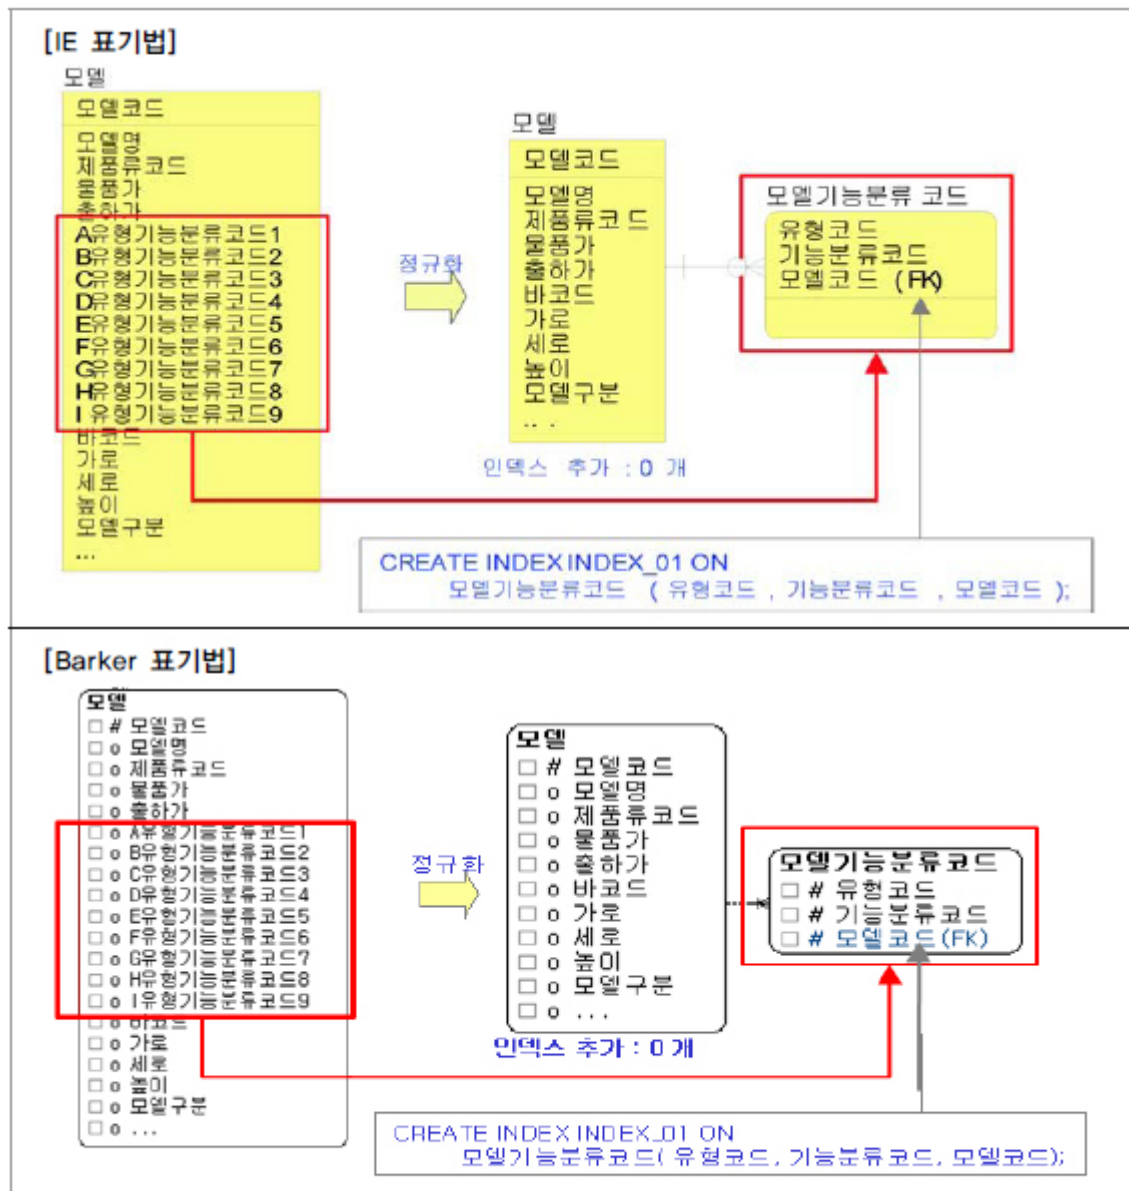 [IE 표기법]
모델
모델코드
모델명
제품류코드
물품가
출하가
A유형기능분류코드1
B유형기능분류코드2
C유형기능분류코드3
D유형기능분류코드4
E유형기능분류코드5
F유형기능분류코드6
G유형기능분류코드7
H유형기능분류코드8
I 유형기능분류코드9
바코드
가로
세로
높이
모델구분
...
정규화
모델
모델코드
모델명
제품류코드
물품가
출하가
바코드
가로
세로
높이
모델구분
.. .
인덱스 추가 : 0 개
모델기능분류 코드
유형코드
기능분류코드
모델코드 (FK)
CREATE INDEX INDEX_01 ON
모델기능분류코드 ( 유형코드 , 기능분류코드 , 모델코드 );
[Barker 표기법]
모델
# 모델코드
o 모델명
o 제품류코드
o 물품가
o 출하가
o A유형기능분류코드1
o B유형기능분류코드2
o C유형기능분류코드3
o D유형기능분류코드4
o E유형기능분류코드5
o F유형기능분류코드6
o G유형기능분류코드7
o H유형기능분류코드8
o I유형기능분류코드9
o 바코드
o 가로
o 세로
o 높이
o 모델구분
o ...
정규화
모델
# 모델코드
o 모델명
o 제품류코드
o 물품가
o 출하가
o 바코드
o 가로
o 세로
o 높이
o 모델구분
o ...
인덱스 추가 : 0 개
모델기능분류코드
# 유형코드
# 기능분류코드
# 모델코드(FK)
CREATE INDEX INDEX_01 ON
모델기능분류코드( 유형코드, 기능분류코드, 모델코드);